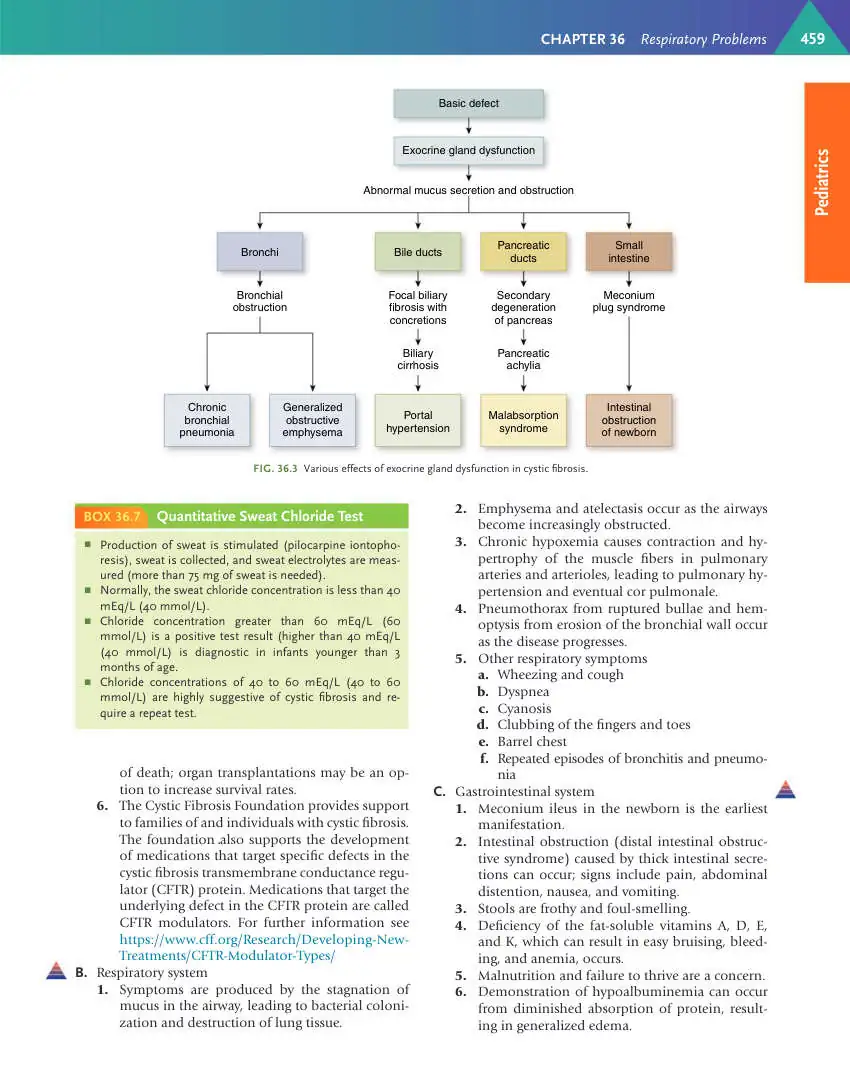 CHAPTER 36 Respiratory Problems 459
Pediatrics
Basic defect
Exocrine gland dysfunction
Abnormal mucus secretion and obstruction
Bronchi
Bile ducts
Pancreatic
ducts
Small
intestine
Bronchial
obstruction
Focal biliary
fibrosis with
concretions
Secondary
degeneration
of pancreas
Meconium
plug syndrome
Biliary
cirrhosis
Pancreatic
achylia
Chronic
bronchial
pneumonia
Generalized
obstructive
emphysema
Portal
hypertension
Malabsorption
syndrome
Intestinal
obstruction
of newborn
FIG. 36.3 Various effects of exocrine gland dysfunction in cystic fibrosis.
BOX 36.7 Quantitative Sweat Chloride Test
■ Production of sweat is stimulated (pilocarpine iontopho-
resis), sweat is collected, and sweat electrolytes are meas-
ured (more than 75 mg of sweat is needed).
■ Normally, the sweat chloride concentration is less than 40
mEq/L (40 mmol/L).
■ Chloride concentration greater than 60 mEq/L (60
mmol/L) is a positive test result (higher than 40 mEq/L
(40 mmol/L) is diagnostic in infants younger than 3
months of age.
■ Chloride concentrations of 40 to 60 mEq/L (40 to 60
mmol/L) are highly suggestive of cystic fibrosis and re-
quire a repeat test.
of death; organ transplantations may be an op-
tion to increase survival rates.
6. The Cystic Fibrosis Foundation provides support
to families of and individuals with cystic fibrosis.
The foundation .also supports the development
of medications that target specific defects in the
cystic fibrosis transmembrane conductance regu-
lator (CFTR) protein. Medications that target the
underlying defect in the CFTR protein are called
CFTR modulators. For further information see
https://www.cff.org/Research/Developing-New-
Treatments/CFTR-Modulator-Types/
B. Respiratory system
1. Symptoms are produced by the stagnation of
mucus in the airway, leading to bacterial coloni-
zation and destruction of lung tissue.
2. Emphysema and atelectasis occur as the airways
become increasingly obstructed.
3. Chronic hypoxemia causes contraction and hy-
pertrophy of the muscle fibers in pulmonary
arteries and arterioles, leading to pulmonary hy-
pertension and eventual cor pulmonale.
4. Pneumothorax from ruptured bullae and hem-
optysis from erosion of the bronchial wall occur
as the disease progresses.
5. Other respiratory symptoms
a. Wheezing and cough
b. Dyspnea
c. Cyanosis
d. Clubbing of the fingers and toes
e. Barrel chest
f. Repeated episodes of bronchitis and pneumo-
nia
C. Gastrointestinal system
1. Meconium ileus in the newborn is the earliest
manifestation.
2. Intestinal obstruction (distal intestinal obstruc-
tive syndrome) caused by thick intestinal secre-
tions can occur; signs include pain, abdominal
distention, nausea, and vomiting.
3. Stools are frothy and foul-smelling.
4. Deficiency of the fat-soluble vitamins A, D, E,
and K, which can result in easy bruising, bleed-
ing, and anemia, occurs.
5. Malnutrition and failure to thrive are a concern.
6. Demonstration of hypoalbuminemia can occur
from diminished absorption of protein, result-
ing in generalized edema.